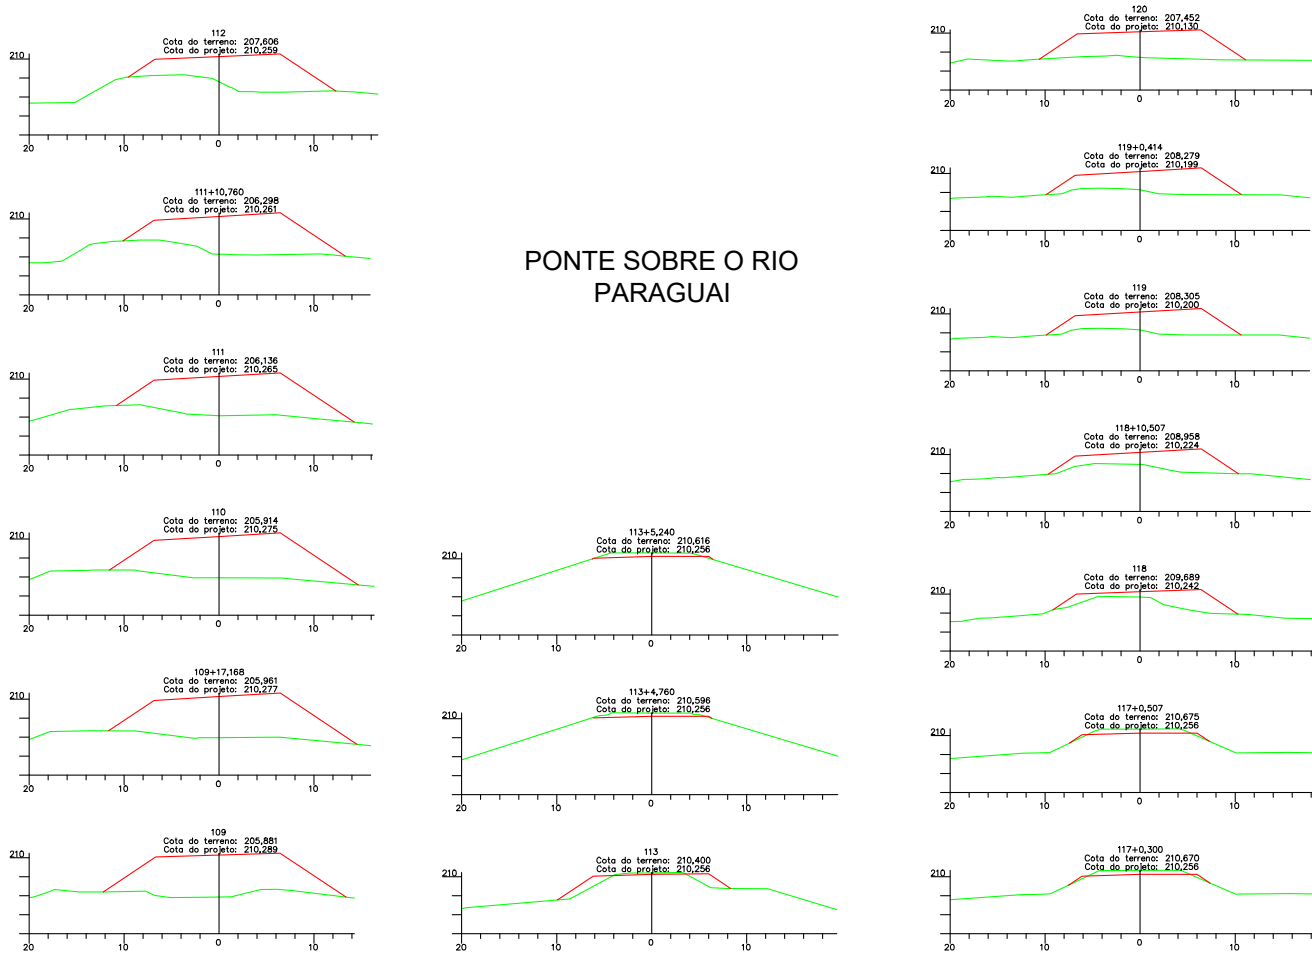 112
Cota do terreno: 207,606
Cota do projeto: 210,259
210
20 10 0 10
111+10,760
Cota do terreno: 206,298
Cota do projeto: 210,261
210
20 10 0 10
111
Cota do terreno: 206,136
Cota do projeto: 210,265
210
20 10 0 10
110
Cota do terreno: 205,914
Cota do projeto: 210,275
210
20 10 0 10
109+17,168
Cota do terreno: 205,961
Cota do projeto: 210,277
210
20 10 0 10
109
Cota do terreno: 205,881
Cota do projeto: 210,289
210
20 10 0 10
PONTE SOBRE O RIO
PARAGUAI
113+5,240
Cota do terreno: 210,616
Cota do projeto: 210,256
210
20 10 0 10
113+4,760
Cota do terreno: 210,596
Cota do projeto: 210,256
210
20 10 0 10
113
Cota do terreno: 210,400
Cota do projeto: 210,256
210
20 10 0 10
120
Cota do terreno: 207,452
Cota do projeto: 210,130
210
20 10 0 10
119+0,414
Cota do terreno: 208,279
Cota do projeto: 210,199
210
20 10 0 10
119
Cota do terreno: 208,305
Cota do projeto: 210,200
210
20 10 0 10
118+10,507
Cota do terreno: 208,958
Cota do projeto: 210,224
210
20 10 0 10
118
Cota do terreno: 209,689
Cota do projeto: 210,242
210
20 10 0 10
117+0,507
Cota do terreno: 210,675
Cota do projeto: 210,256
210
20 10 0 10
117+0,300
Cota do terreno: 210,670
Cota do projeto: 210,256
210
20 10 0 10